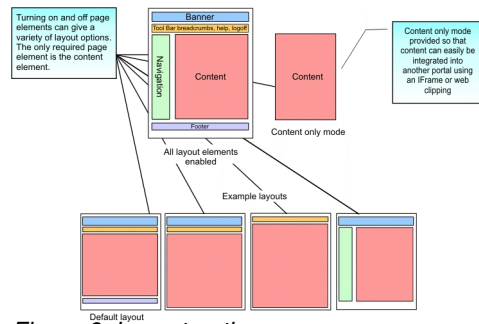 Turning on and off page
elements can give a
variety of layout options.
The only required page
element is the content
element.
Banner
Tool Bar breadcrumbs, help, logoff
Navigation
Content
Footer
All layout elements
enabled
Content
Content only mode
Content only mode
provided so that
content can easily be
integrated into
another portal using
an IFrame or web
clipping
Example layouts
Default layout